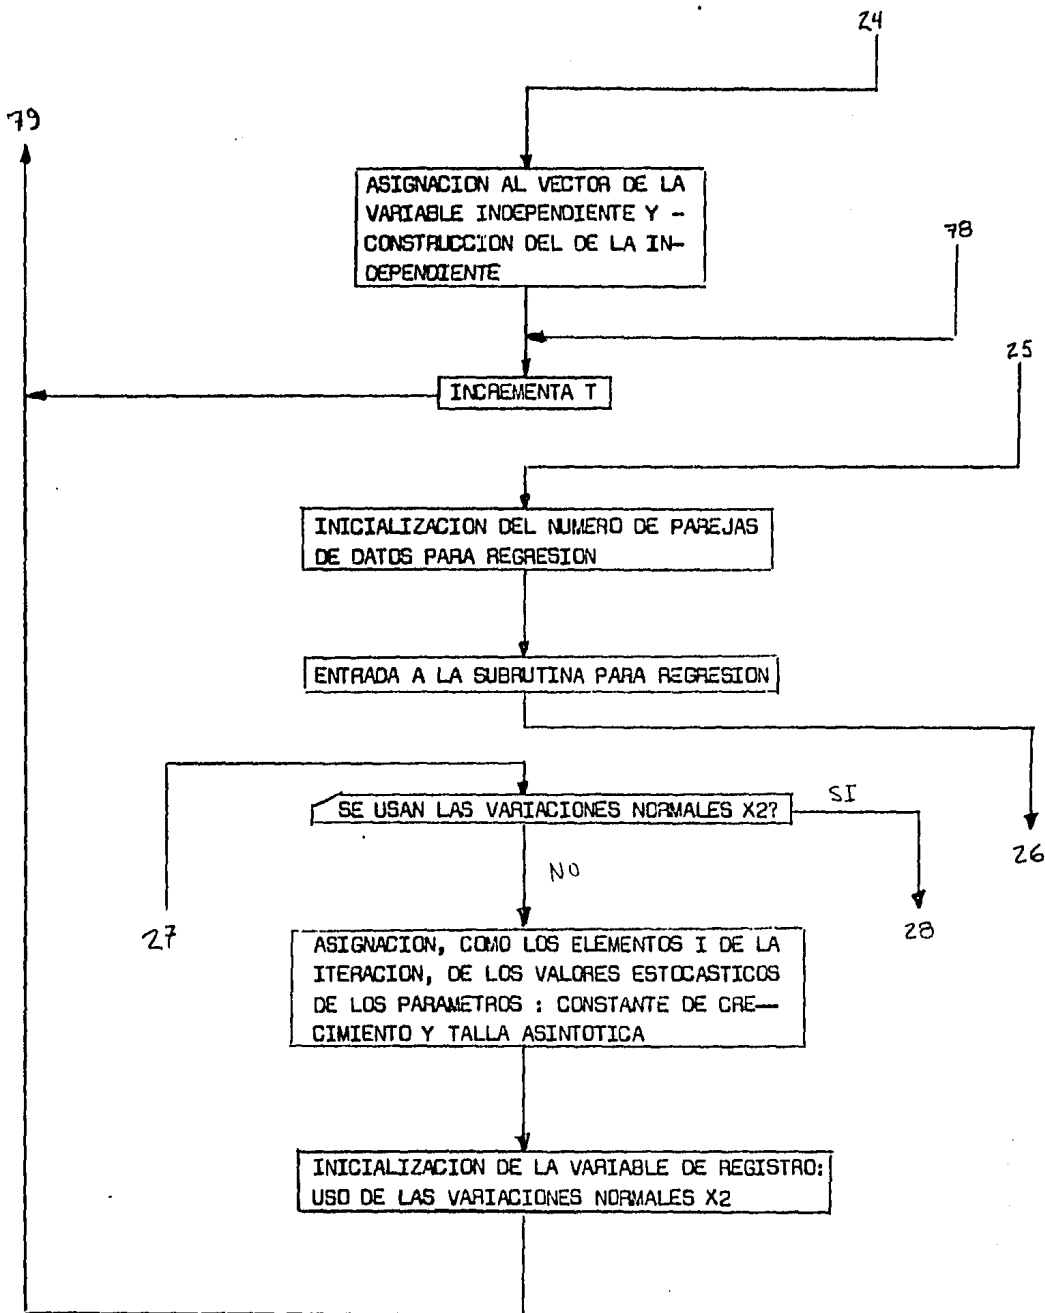 24
79
ASIGNACION AL VECTOR DE LA
VARIABLE INDEPENDIENTE Y -
CONSTRUCCION DEL DE LA IN-
DEPENDIENTE
78
25
INCREMENTA T
INICIALIZACION DEL NUMERO DE PAREJAS
DE DATOS PARA REGRESION
ENTRADA A LA SUBRUTINA PARA REGRESION
SE USAN LAS VARIACIONES NORMALES X2?
SI
26
NO
27
28
ASIGNACION, COMO LOS ELEMENTOS I DE LA
ITERACION, DE LOS VALORES ESTOCASTICOS
DE LOS PARAMETROS : CONSTANTE DE CRE—
CIMIENTO Y TALLA ASINTOTICA
INICIALIZACION DE LA VARIABLE DE REGISTRO:
USO DE LAS VARIACIONES NORMALES X2